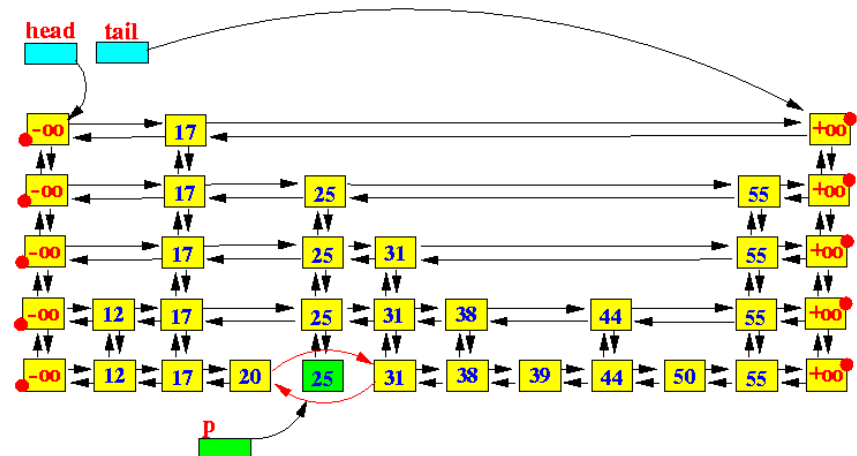 head tail
-oo 17 +oo
-oo 17 25 55 +oo
-oo 17 25 31 55 +oo
-oo 12 17 25 31 38 44 55 +oo
-oo 12 17 20 25 31 38 39 44 50 55 +oo
p